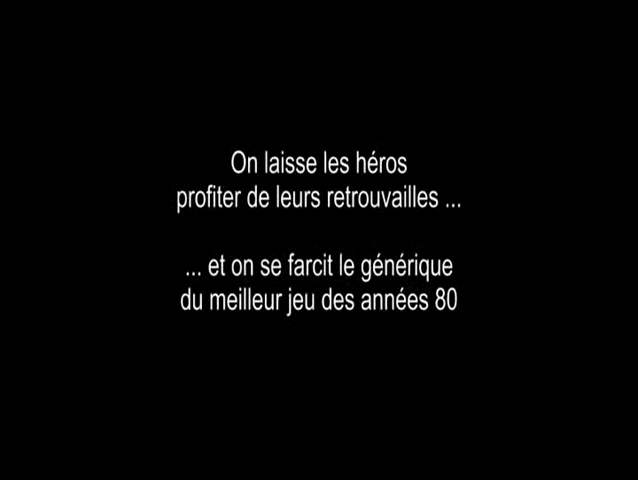 On laisse les héros
profiter de leurs retrouvailles ...
... et on se farcit le générique
du meilleur jeu des années 80